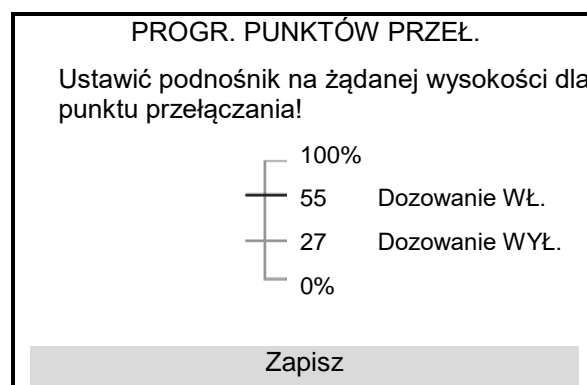 PROGR. PUNKTÓW PRZEŁ.
Ustawić podnośnik na żądanej wysokości dla
punktu przełączania!
100%
55 Dozowanie WŁ.
27 Dozowanie WYŁ.
0%
Zapisz